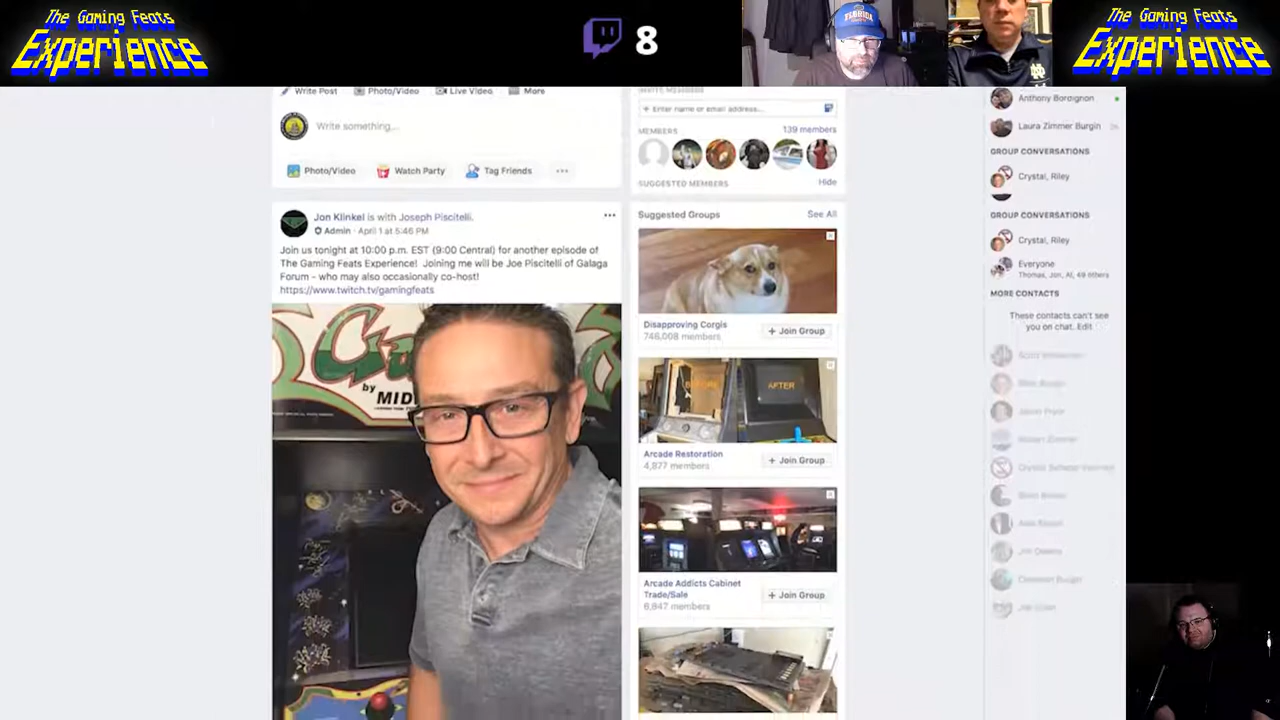 The Gaming Feats
Experience
8
FLORIDA
The Gaming Feats
Experience
Write Post
Photo/Video
Live Video
More
Write something...
Photo/Video
Watch Party
Tag Friends
Enter name or email address...
MEMBERS
139 members
SUGGESTED MEMBERS
Hide
Jon Klinkel is with Joseph Piscitelli.
Admin · April 1 at 5:46 PM
Join us tonight at 10:00 p.m. EST (9:00 Central) for another episode of
The Gaming Feats Experience! Joining me will be Joe Piscitelli of Galaga
Forum - who may also occasionally co-host!
https://www.twitch.tv/gamingfeats
by MID
Suggested Groups
See All
Disapproving Corgis
746,008 members
+ Join Group
AFTER
Arcade Restoration
4,877 members
+ Join Group
Arcade Addicts Cabinet
Trade/Sale
6,847 members
+ Join Group
Anthony Bordignon
Laura Zimmer Burgin
GROUP CONVERSATIONS
Crystal, Riley
GROUP CONVERSATIONS
Crystal, Riley
Everyone
Thomas, Jon, Al, 49 others
MORE CONTACTS
These contacts can't see
you on chat. Edit